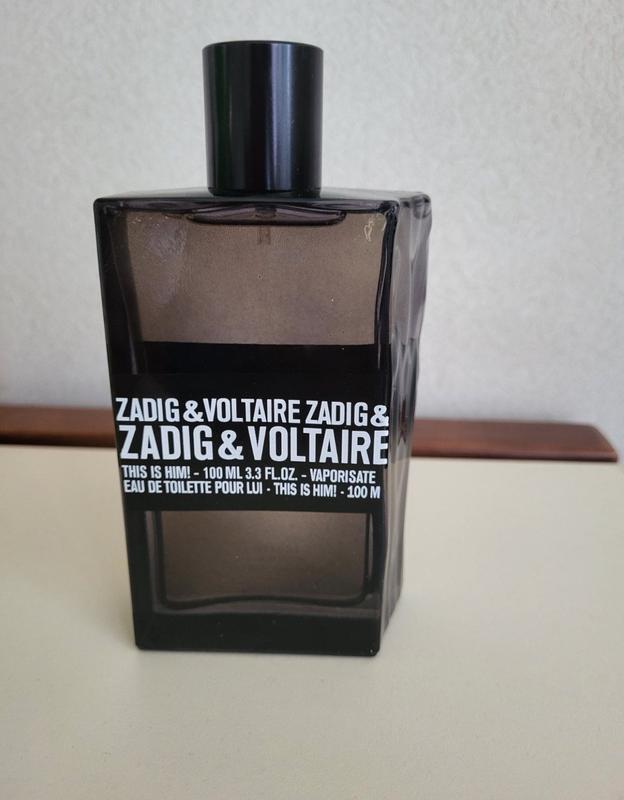 ZADIG & VOLTAIRE ZADIG &
ZADIG & VOLTAIRE
THIS IS HIM! - 100 ML 3.3 FL.OZ. - VAPORISATE
EAU DE TOILETTE POUR LUI - THIS IS HIM! - 100 M